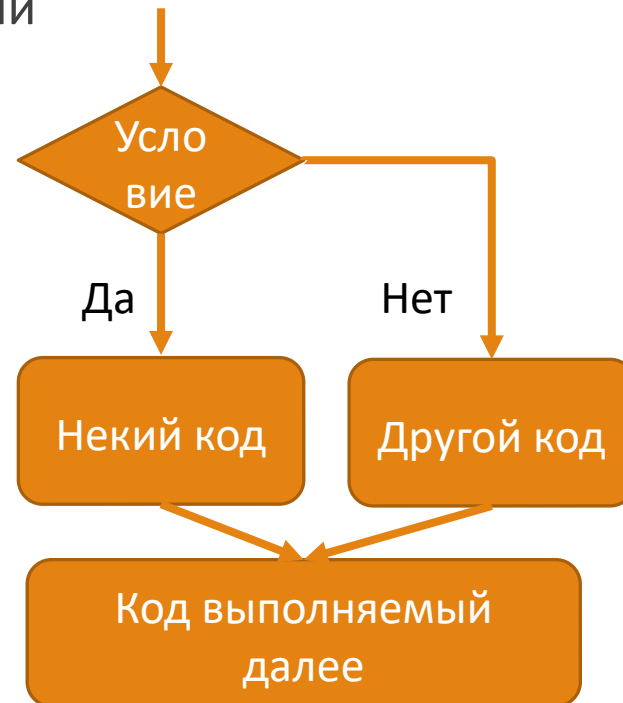 Усло
вие
Да
Нет
Некий код
Другой код
Код выполняемый
далее